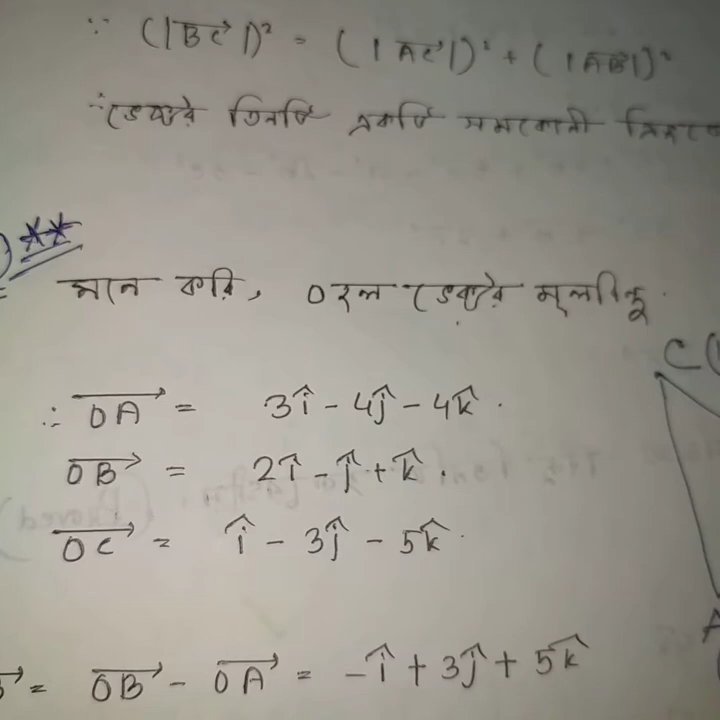 ∵ (|BC→|)² = (|AC→|)² + (|AB→|)²
∴ ভেক্টর তিনটি একটি সমকোণী
**
মনে করি, O হল ভেক্টরের মূলবিন্দু.
C(
∴ OA→ = 3î - 4ĵ - 4k̂.
OB→ = 2î - ĵ + k̂.
OC→ = î - 3ĵ - 5k̂.
A
= OB→ - OA→ = -î + 3ĵ + 5k̂